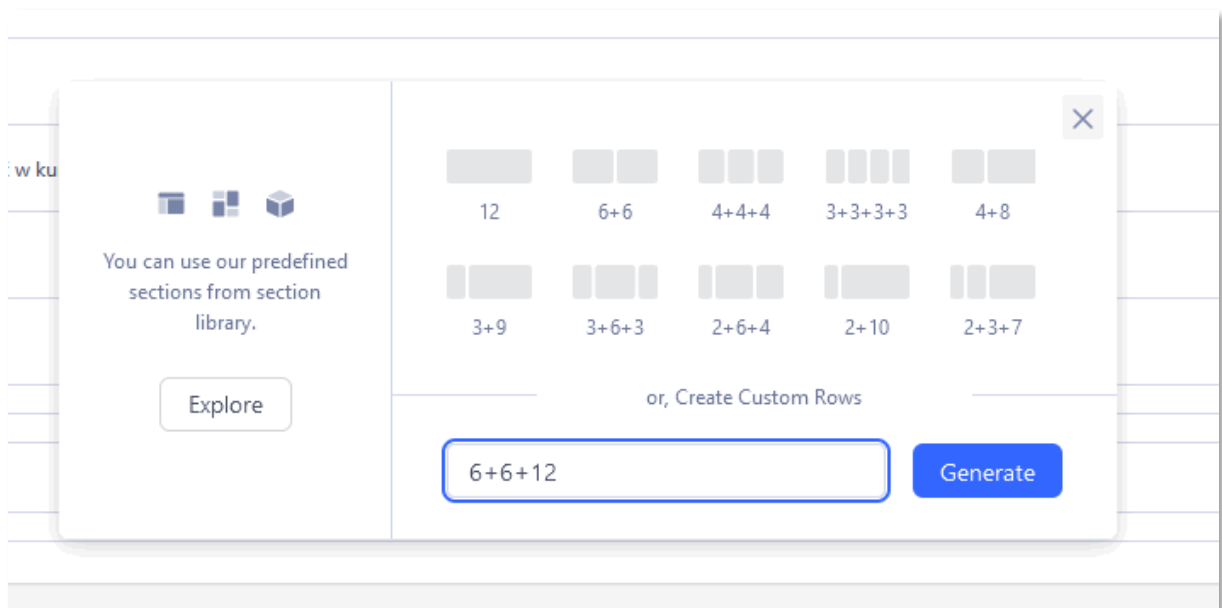 w ku
You can use our predefined
sections from section
library.
Explore
12
6+6
4+4+4
3+3+3+3
4+8
3+9
3+6+3
2+6+4
2+10
2+3+7
or, Create Custom Rows
6+6+12
Generate